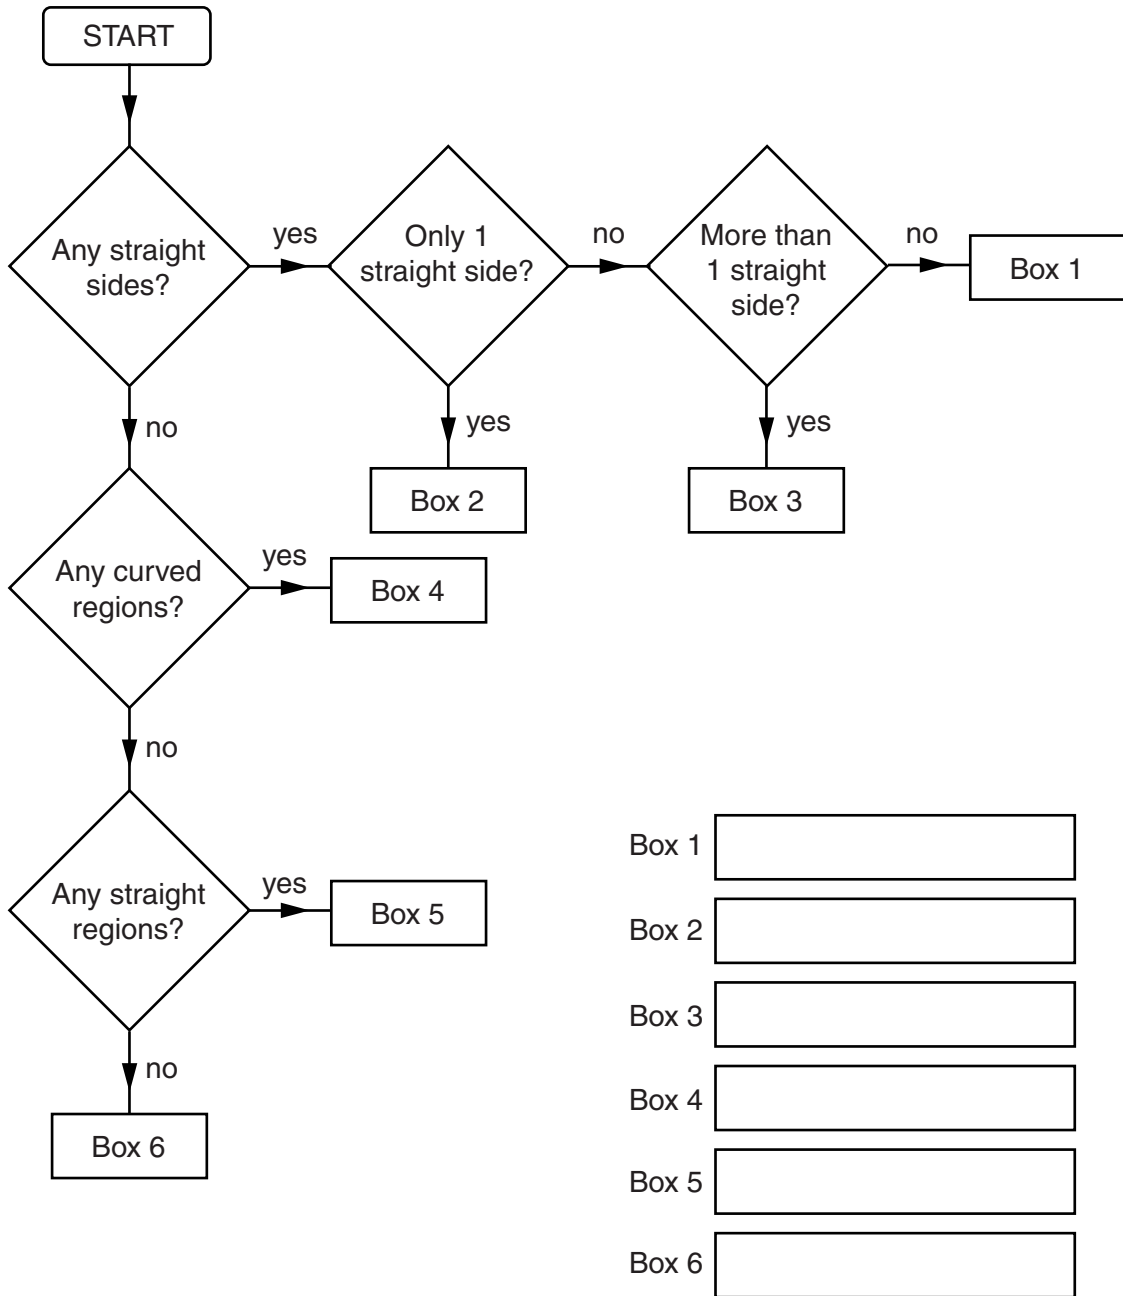 START
Any straight
sides?
yes
Only 1
straight side?
no
More than
1 straight
side?
no
Box 1
no
yes
Box 2
yes
Box 3
Any curved
regions?
yes
Box 4
no
Any straight
regions?
yes
Box 5
no
Box 6
Box 1
Box 2
Box 3
Box 4
Box 5
Box 6